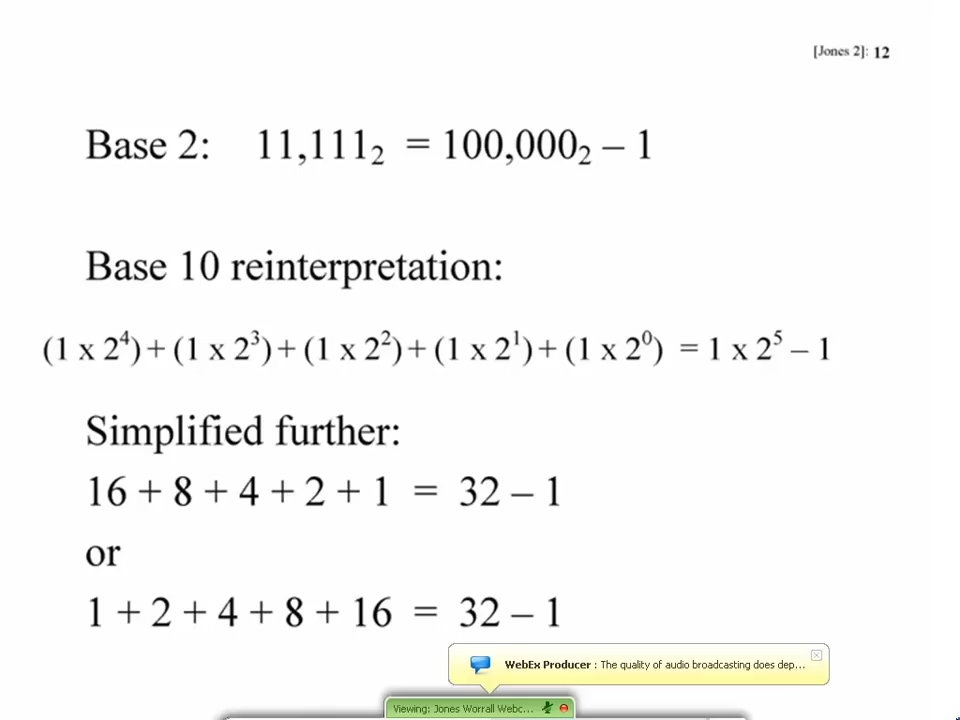 [Jones 2]: 12
Base 2: 11,111₂ = 100,000₂ – 1
Base 10 reinterpretation:
(1 x 2⁴) + (1 x 2³) + (1 x 2²) + (1 x 2¹) + (1 x 2⁰) = 1 x 2⁵ – 1
Simplified further:
16 + 8 + 4 + 2 + 1 = 32 – 1
or
1 + 2 + 4 + 8 + 16 = 32 – 1
WebEx Producer : The quality of audio broadcasting does dep...
Viewing: Jones Worrall Webc...